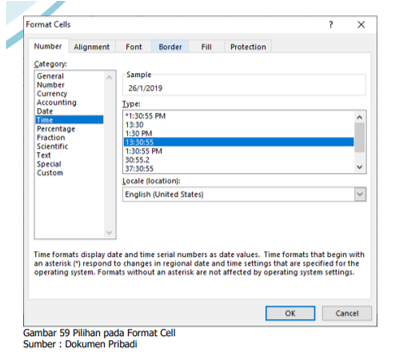 Format Cells
? ×
Number Alignment Font Border Fill Protection
Category:
General
Number
Currency
Accounting
Date
Time
Percentage
Fraction
Scientific
Text
Special
Custom
Sample
26/1/2019
Type:
*1:30:55 PM
13:30
1:30 PM
13:30:55
1:30:55 PM
30:55.2
37:30:55
Locale (location):
English (United States)
Time formats display date and time serial numbers as date values. Time formats that begin with
an asterisk (*) respond to changes in regional date and time settings that are specified for the
operating system. Formats without an asterisk are not affected by operating system settings.
OK Cancel
Gambar 59 Pilihan pada Format Cell
Sumber : Dokumen Pribadi